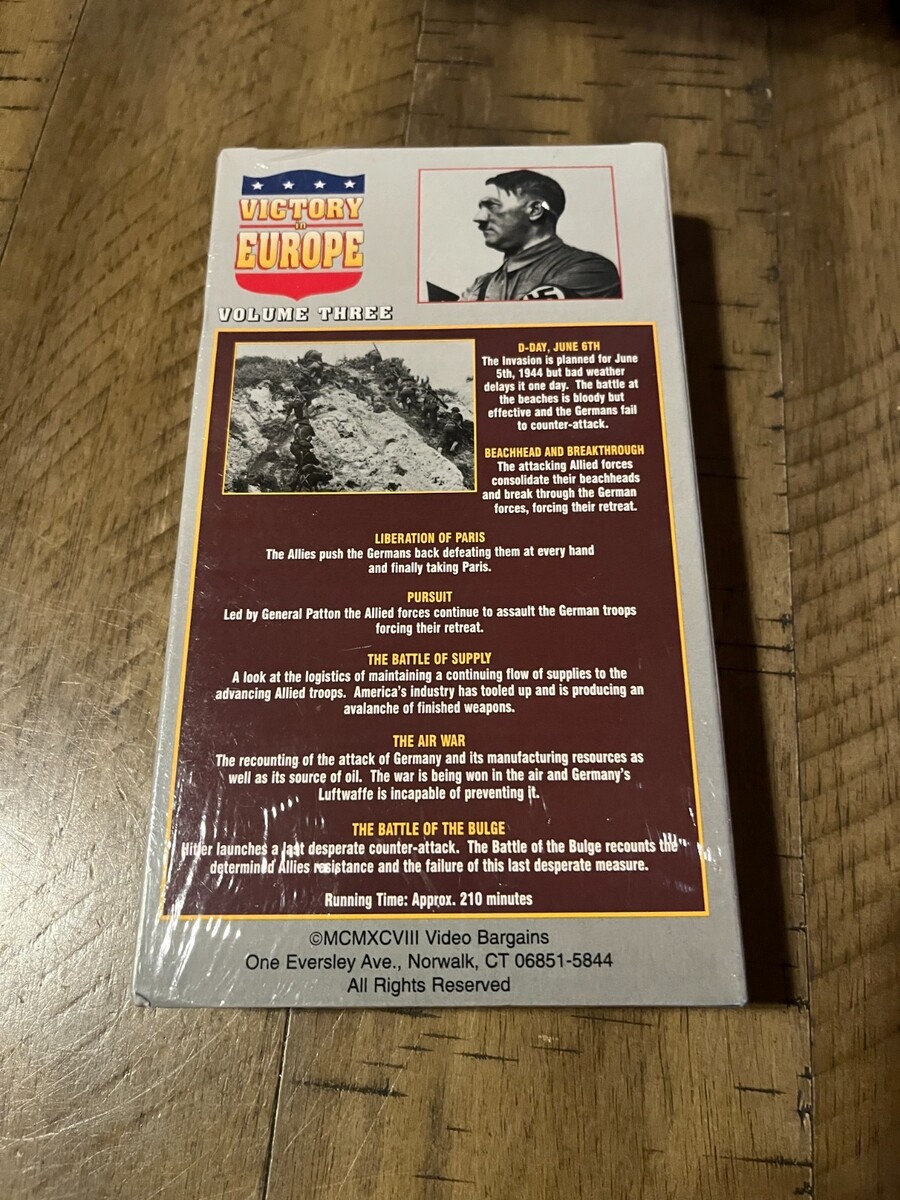 VICTORY
in
EUROPE
VOLUME THREE
D-DAY, JUNE 6TH
The Invasion is planned for June
5th, 1944 but bad weather
delays it one day. The battle at
the beaches is bloody but
effective and the Germans fail
to counter-attack.
BEACHHEAD AND BREAKTHROUGH
The attacking Allied forces
consolidate their beachheads
and break through the German
forces, forcing their retreat.
LIBERATION OF PARIS
The Allies push the Germans back defeating them at every hand
and finally taking Paris.
PURSUIT
Led by General Patton the Allied forces continue to assault the German troops
forcing their retreat.
THE BATTLE OF SUPPLY
A look at the logistics of maintaining a continuing flow of supplies to the
advancing Allied troops. America's industry has tooled up and is producing an
avalanche of finished weapons.
THE AIR WAR
The recounting of the attack of Germany and its manufacturing resources as
well as its source of oil. The war is being won in the air and Germany's
Luftwaffe is incapable of preventing it.
THE BATTLE OF THE BULGE
Hitler launches a last desperate counter-attack. The Battle of the Bulge recounts the
determined Allies resistance and the failure of this last desperate measure.
Running Time: Approx. 210 minutes
©MCMXCVIII Video Bargains
One Eversley Ave., Norwalk, CT 06851-5844
All Rights Reserved